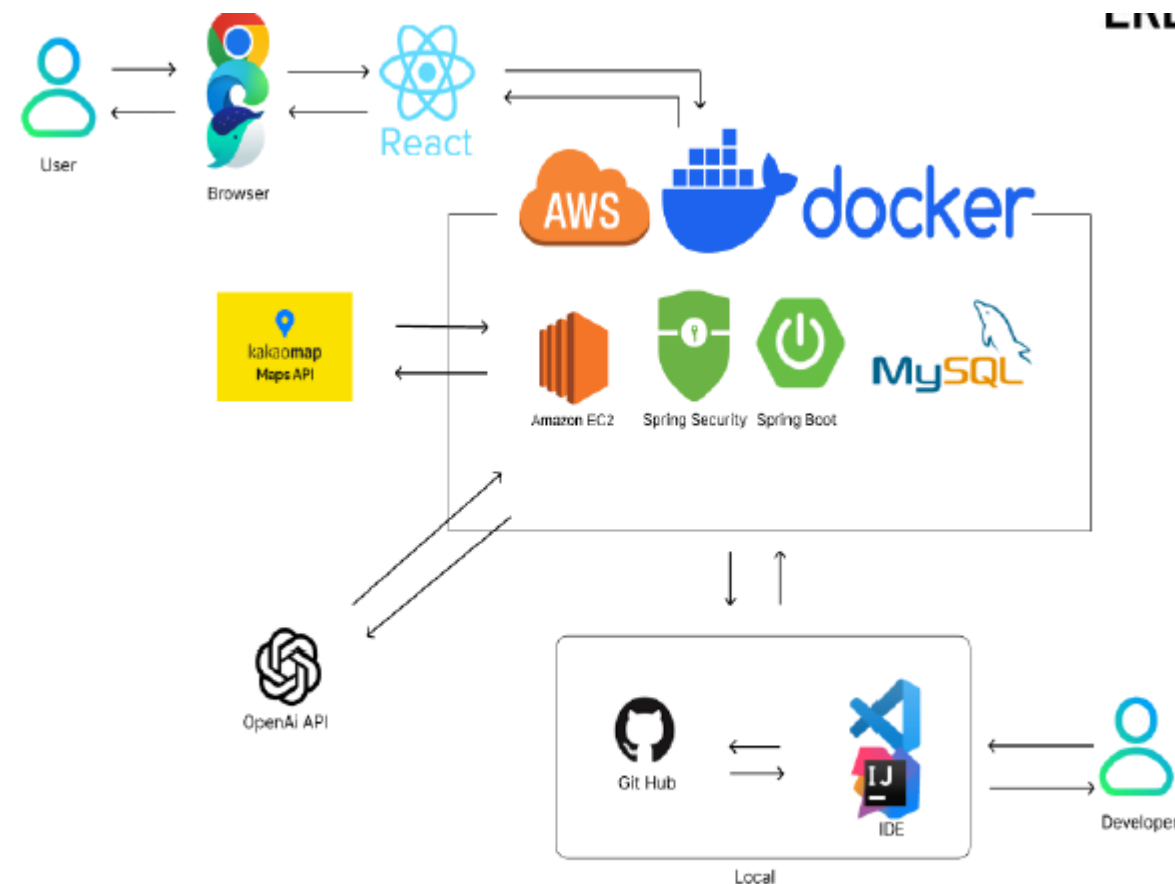 User
Browser
React
AWS
docker
kakaomap
Maps API
Amazon EC2
Spring Security
Spring Boot
MySQL
OpenAi API
Git Hub
IJ
IDE
Developer
Local